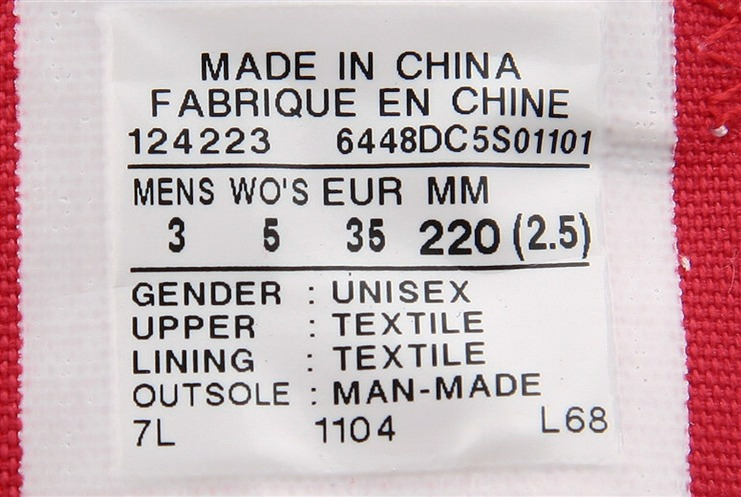 MADE IN CHINA
FABRIQUE EN CHINE
124223 6448DC5S01101
MENS WO'S EUR MM
3 5 35 220 (2.5)
GENDER : UNISEX
UPPER : TEXTILE
LINING : TEXTILE
OUTSOLE : MAN-MADE
7L 1104 L68